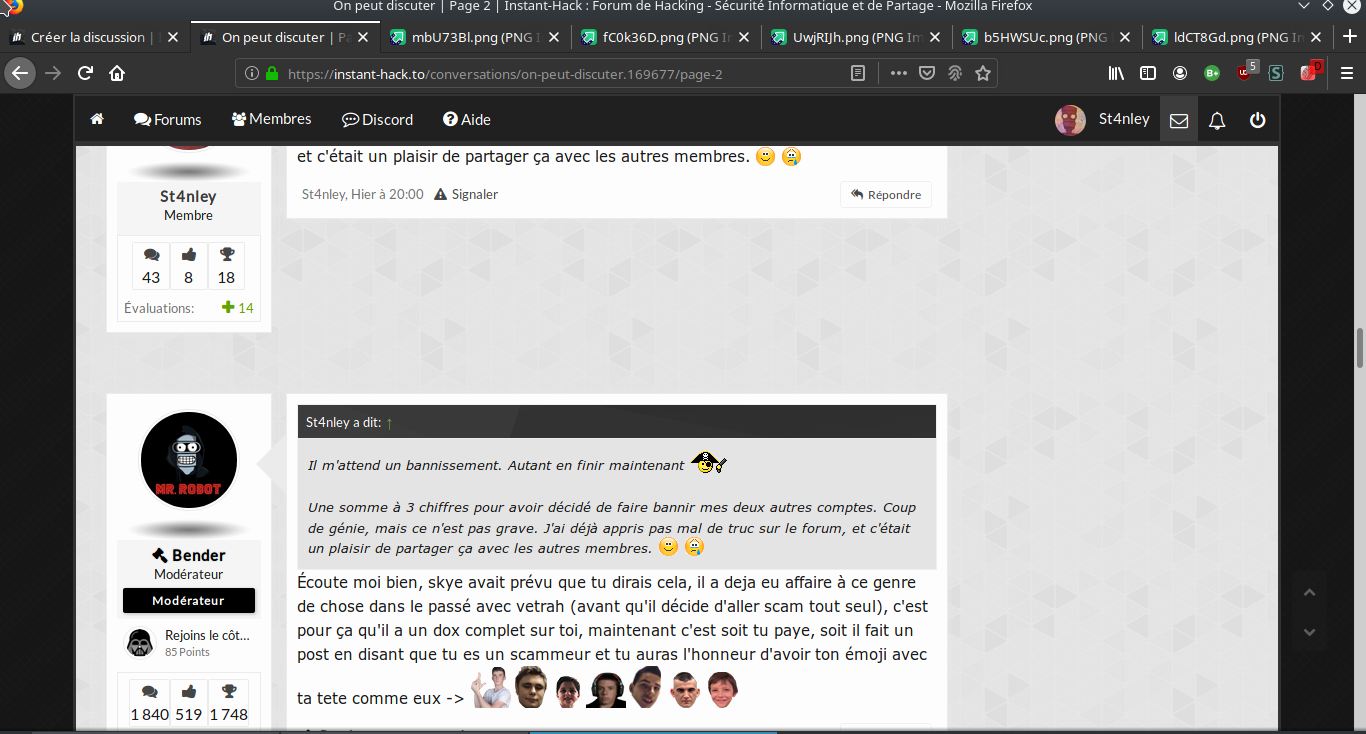 On peut discuter | Page 2 | Instant-Hack : Forum de Hacking - Sécurité Informatique et de Partage - Mozilla Firefox
Créer la discussion |
On peut discuter | Pa
mbU73Bl.png (PNG I
fC0k36D.png (PNG I
UwjRIJh.png (PNG Im
b5HWSUc.png (PNG
ldCT8Gd.png (PNG I
https://instant-hack.to/conversations/on-peut-discuter.169677/page-2
5
0
Forums
Membres
Discord
Aide
St4nley
et c'était un plaisir de partager ça avec les autres membres.
St4nley, Hier à 20:00
Signaler
Répondre
St4nley
Membre
43
8
18
Évaluations:
14
MR. ROBOT
Bender
Modérateur
Modérateur
Rejoins le côt...
85 Points
1 840
519
1 748
St4nley a dit: ↑
Il m'attend un bannissement. Autant en finir maintenant
Une somme à 3 chiffres pour avoir décidé de faire bannir mes deux autres comptes. Coup
de génie, mais ce n'est pas grave. J'ai déjà appris pas mal de truc sur le forum, et c'était
un plaisir de partager ça avec les autres membres.
Écoute moi bien, skye avait prévu que tu dirais cela, il a deja eu affaire à ce genre
de chose dans le passé avec vetrah (avant qu'il décide d'aller scam tout seul), c'est
pour ça qu'il a un dox complet sur toi, maintenant c'est soit tu paye, soit il fait un
post en disant que tu es un scammeur et tu auras l'honneur d'avoir ton émoji avec
ta tete comme eux ->